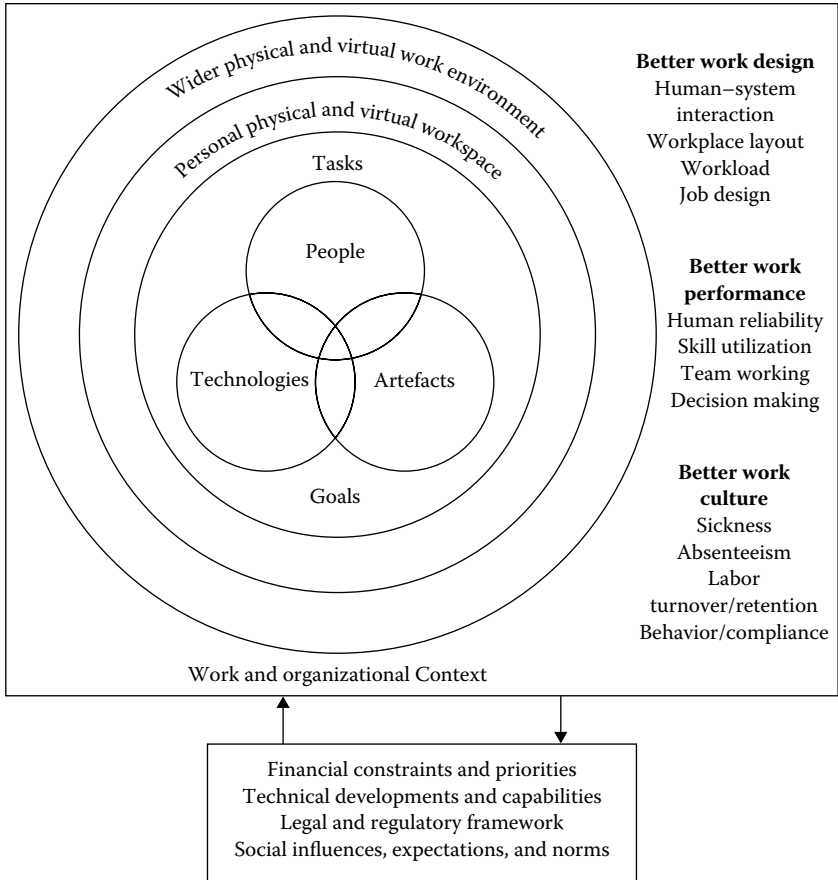 Wider physical and virtual work environment
Personal physical and virtual workspace
Tasks
People
Technologies
Artefacts
Goals
Work and organizational Context
Better work design
Human–system
interaction
Workplace layout
Workload
Job design
Better work
performance
Human reliability
Skill utilization
Team working
Decision making
Better work
culture
Sickness
Absenteeism
Labor
turnover/retention
Behavior/compliance
Financial constraints and priorities
Technical developments and capabilities
Legal and regulatory framework
Social influences, expectations, and norms